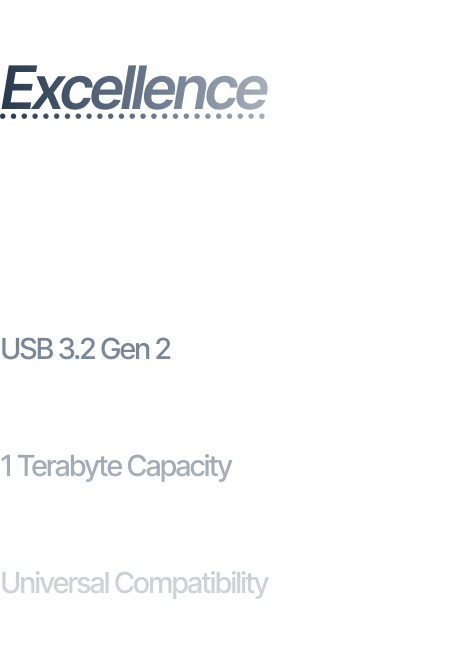 Excellence
USB 3.2 Gen 2
1 Terabyte Capacity
Universal Compatibility